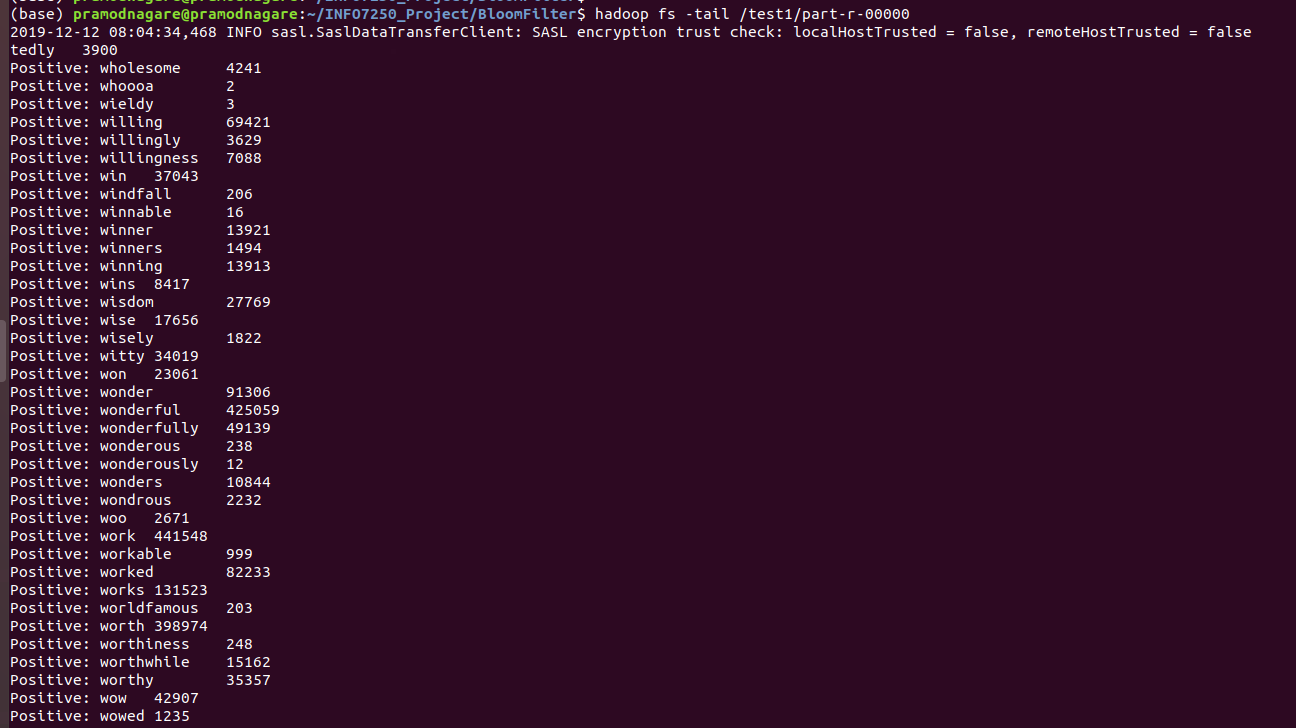 (base) pramodnagare@pramodnagare:~/INFO7250_Project/BloomFilter$
(base) pramodnagare@pramodnagare:~/INFO7250_Project/BloomFilter$ hadoop fs -tail /test1/part-r-00000
2019-12-12 08:04:34,468 INFO sasl.SaslDataTransferClient: SASL encryption trust check: localHostTrusted = false, remoteHostTrusted = false
tedly 3900
Positive: wholesome 4241
Positive: whoooa 2
Positive: wieldy 3
Positive: willing 69421
Positive: willingly 3629
Positive: willingness 7088
Positive: win 37043
Positive: windfall 206
Positive: winnable 16
Positive: winner 13921
Positive: winners 1494
Positive: winning 13913
Positive: wins 8417
Positive: wisdom 27769
Positive: wise 17656
Positive: wisely 1822
Positive: witty 34019
Positive: won 23061
Positive: wonder 91306
Positive: wonderful 425059
Positive: wonderfully 49139
Positive: wonderous 238
Positive: wonderously 12
Positive: wonders 10844
Positive: wondrous 2232
Positive: woo 2671
Positive: work 441548
Positive: workable 999
Positive: worked 82233
Positive: works 131523
Positive: worldfamous 203
Positive: worth 398974
Positive: worthiness 248
Positive: worthwhile 15162
Positive: worthy 35357
Positive: wow 42907
Positive: wowed 1235